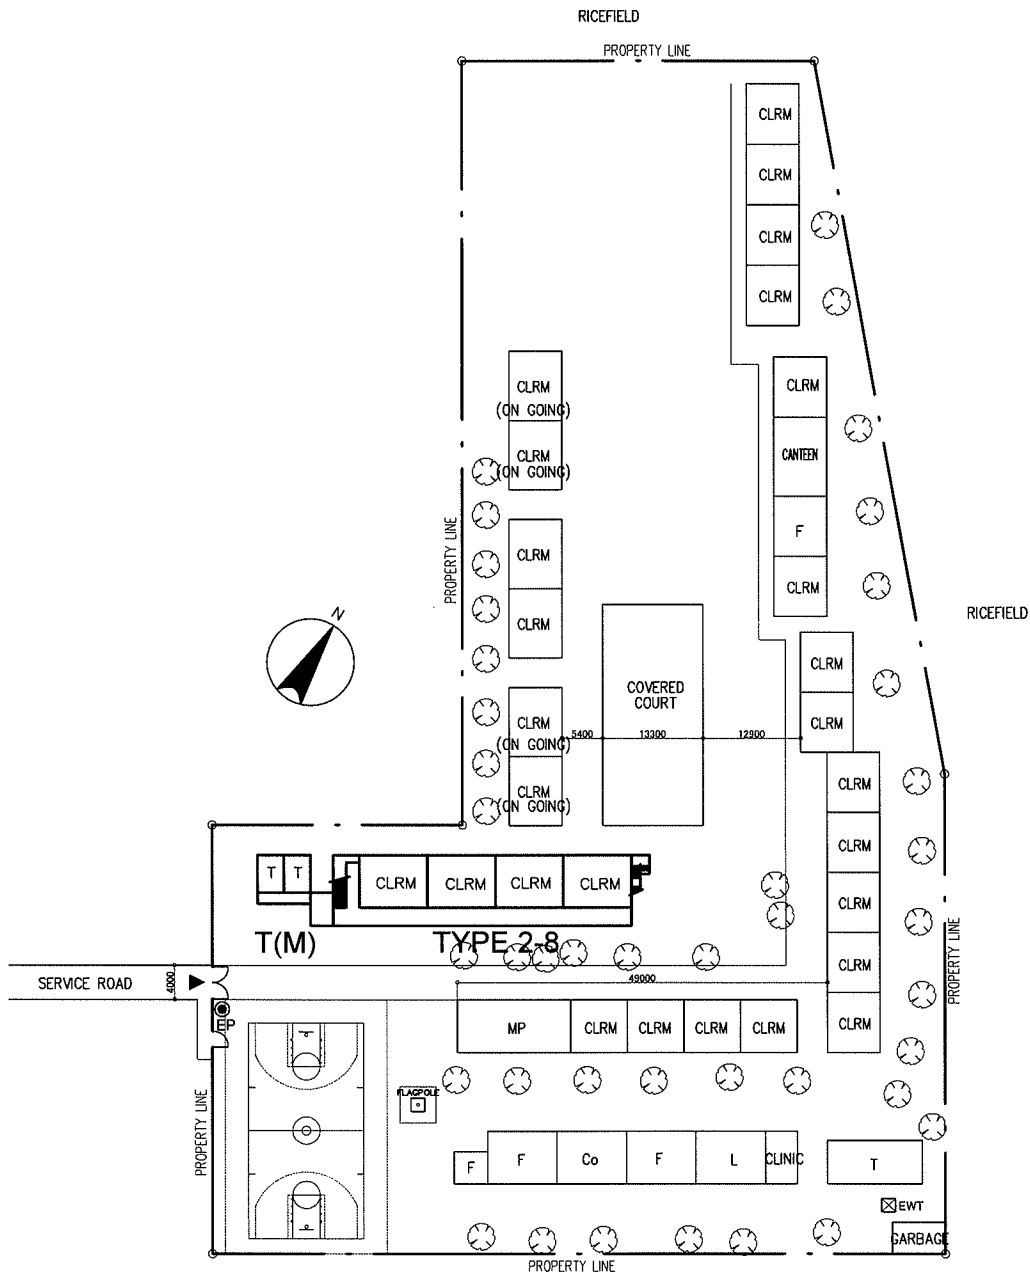 RICEFIELD
PROPERTY LINE
CLRM
CLRM
CLRM
CLRM
CLRM
(ON GOING)
CLRM
(ON GOING)
CLRM
CANTEEN
F
CLRM
PROPERTY LINE
CLRM
CLRM
N
RICEFIELD
COVERED
COURT
CLRM
CLRM
CLRM
(ON GOING)
CLRM
(ON GOING)
5400
13300
12900
CLRM
CLRM
CLRM
CLRM
CLRM
T
T
CLRM
CLRM
CLRM
CLRM
T(M)
TYPE 2-8
PROPERTY LINE
SERVICE ROAD
4000
49000
EP
MP
CLRM
CLRM
CLRM
CLRM
FLAGPOLE
PROPERTY LINE
F
F
Co
F
L
CLINIC
T
EWT
GARBAGE
PROPERTY LINE